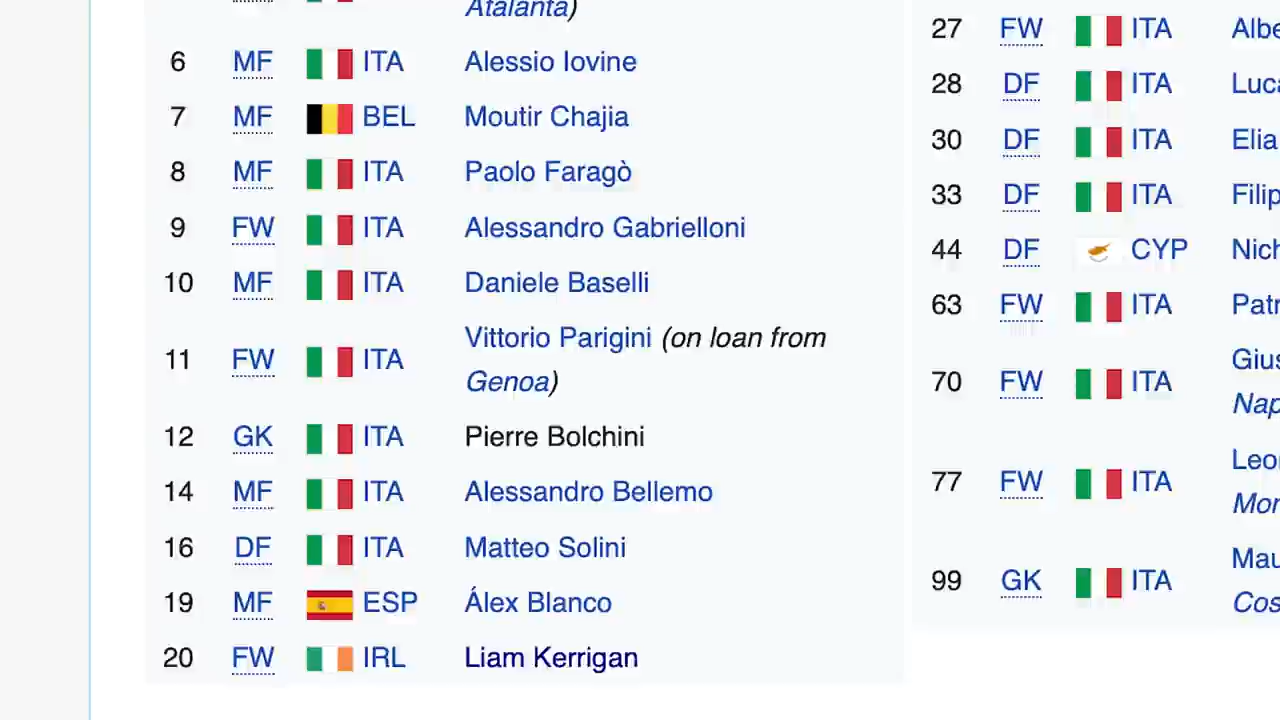 Atalanta)
6 MF ITA Alessio Iovine
7 MF BEL Moutir Chajia
8 MF ITA Paolo Faragò
9 FW ITA Alessandro Gabrielloni
10 MF ITA Daniele Baselli
11 FW ITA Vittorio Parigini (on loan from
Genoa)
12 GK ITA Pierre Bolchini
14 MF ITA Alessandro Bellemo
16 DF ITA Matteo Solini
19 MF ESP Álex Blanco
20 FW IRL Liam Kerrigan
27 FW ITA Albe
28 DF ITA Luca
30 DF ITA Elia
33 DF ITA Filip
44 DF CYP Nich
63 FW ITA Patr
70 FW ITA Gius
Nap
77 FW ITA Leon
Mon
99 GK ITA Mau
Cos